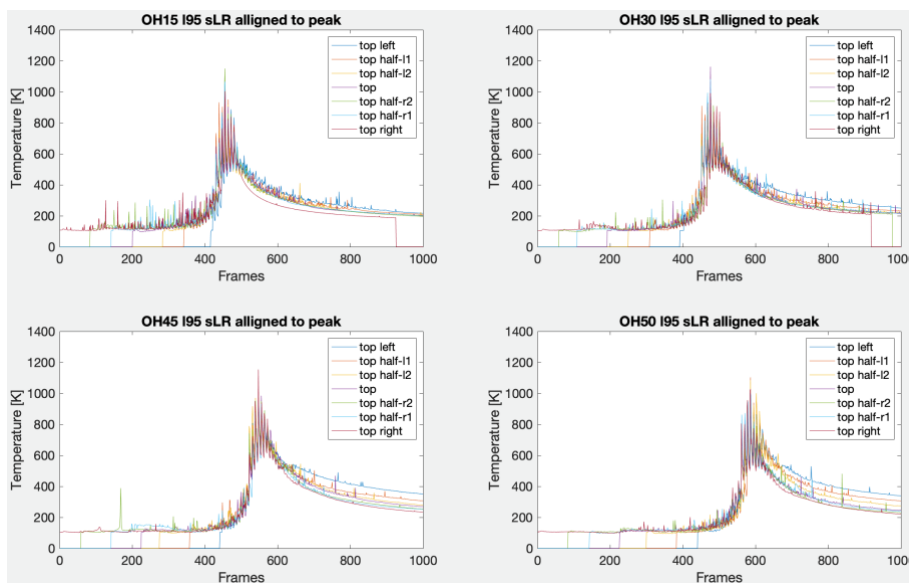 OH15 l95 sLR alligned to peak
1400
1200
1000
800
600
400
200
0
Temperature [K]
top left
top half-l1
top half-l2
top
top half-r2
top half-r1
top right
0 200 400 600 800 1000
Frames
OH30 l95 sLR alligned to peak
1400
1200
1000
800
600
400
200
0
Temperature [K]
top left
top half-l1
top half-l2
top
top half-r2
top half-r1
top right
0 200 400 600 800 1000
Frames
OH45 l95 sLR alligned to peak
1400
1200
1000
800
600
400
200
0
Temperature [K]
top left
top half-l1
top half-l2
top
top half-r2
top half-r1
top right
0 200 400 600 800 1000
Frames
OH50 l95 sLR alligned to peak
1400
1200
1000
800
600
400
200
0
Temperature [K]
top left
top half-l1
top half-l2
top
top half-r2
top half-r1
top right
0 200 400 600 800 1000
Frames